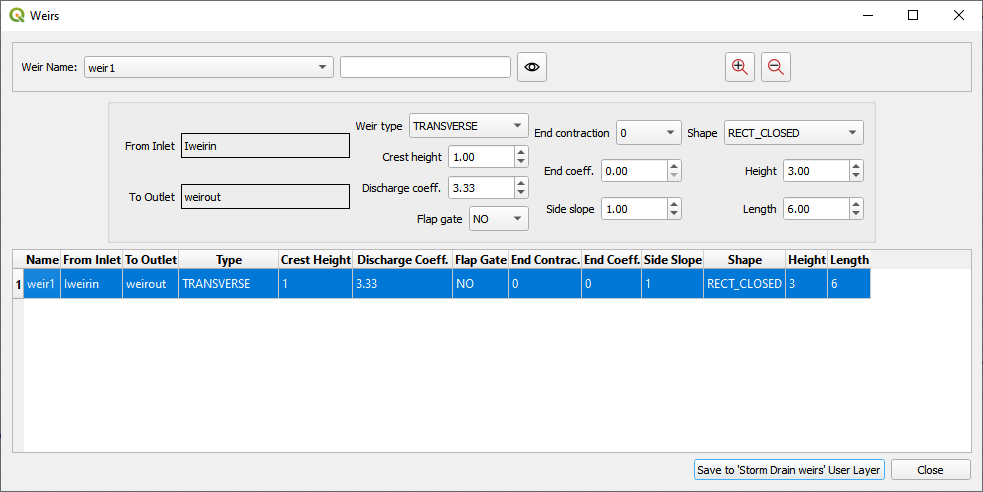 Weirs
Weir Name: weir1
From Inlet Iweirin
To Outlet weirout
Weir type TRANSVERSE
Crest height 1.00
Discharge coeff. 3.33
Flap gate NO
End contraction 0
End coeff. 0.00
Side slope 1.00
Shape RECT_CLOSED
Height 3.00
Length 6.00
Name From Inlet To Outlet Type Crest Height Discharge Coeff. Flap Gate End Contrac. End Coeff. Side Slope Shape Height Length
1 weir1 Iweirin weirout TRANSVERSE 1 3.33 NO 0 0 1 RECT_CLOSED 3 6
Save to 'Storm Drain weirs' User Layer Close